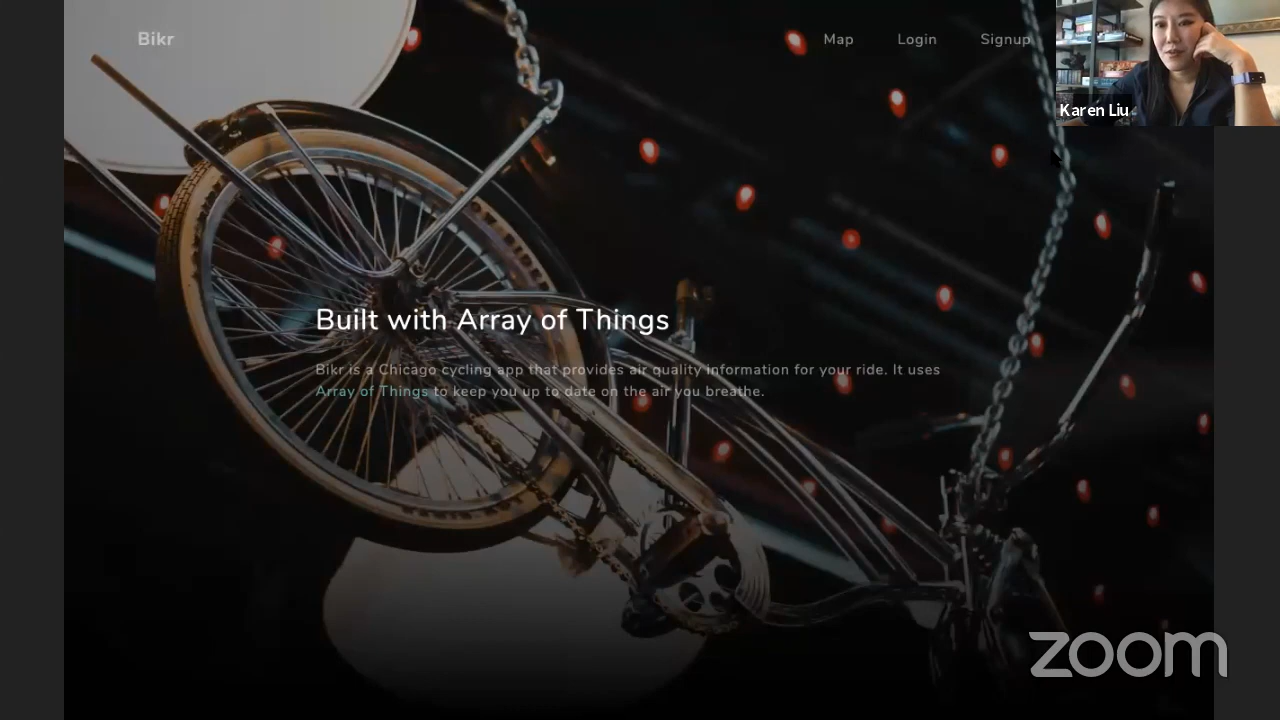 Bikr
Map
Login
Signup
Karen Liu
Built with Array of Things
Bikr is a Chicago cycling app that provides air quality information for your ride. It uses
Array of Things to keep you up to date on the air you breathe.
zoom